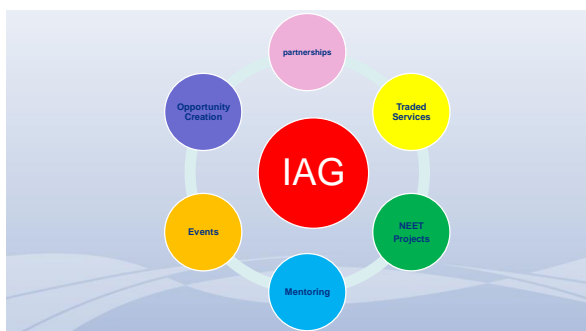 partnerships
Opportunity
Creation
Traded
Services
IAG
Events
NEET
Projects
Mentoring